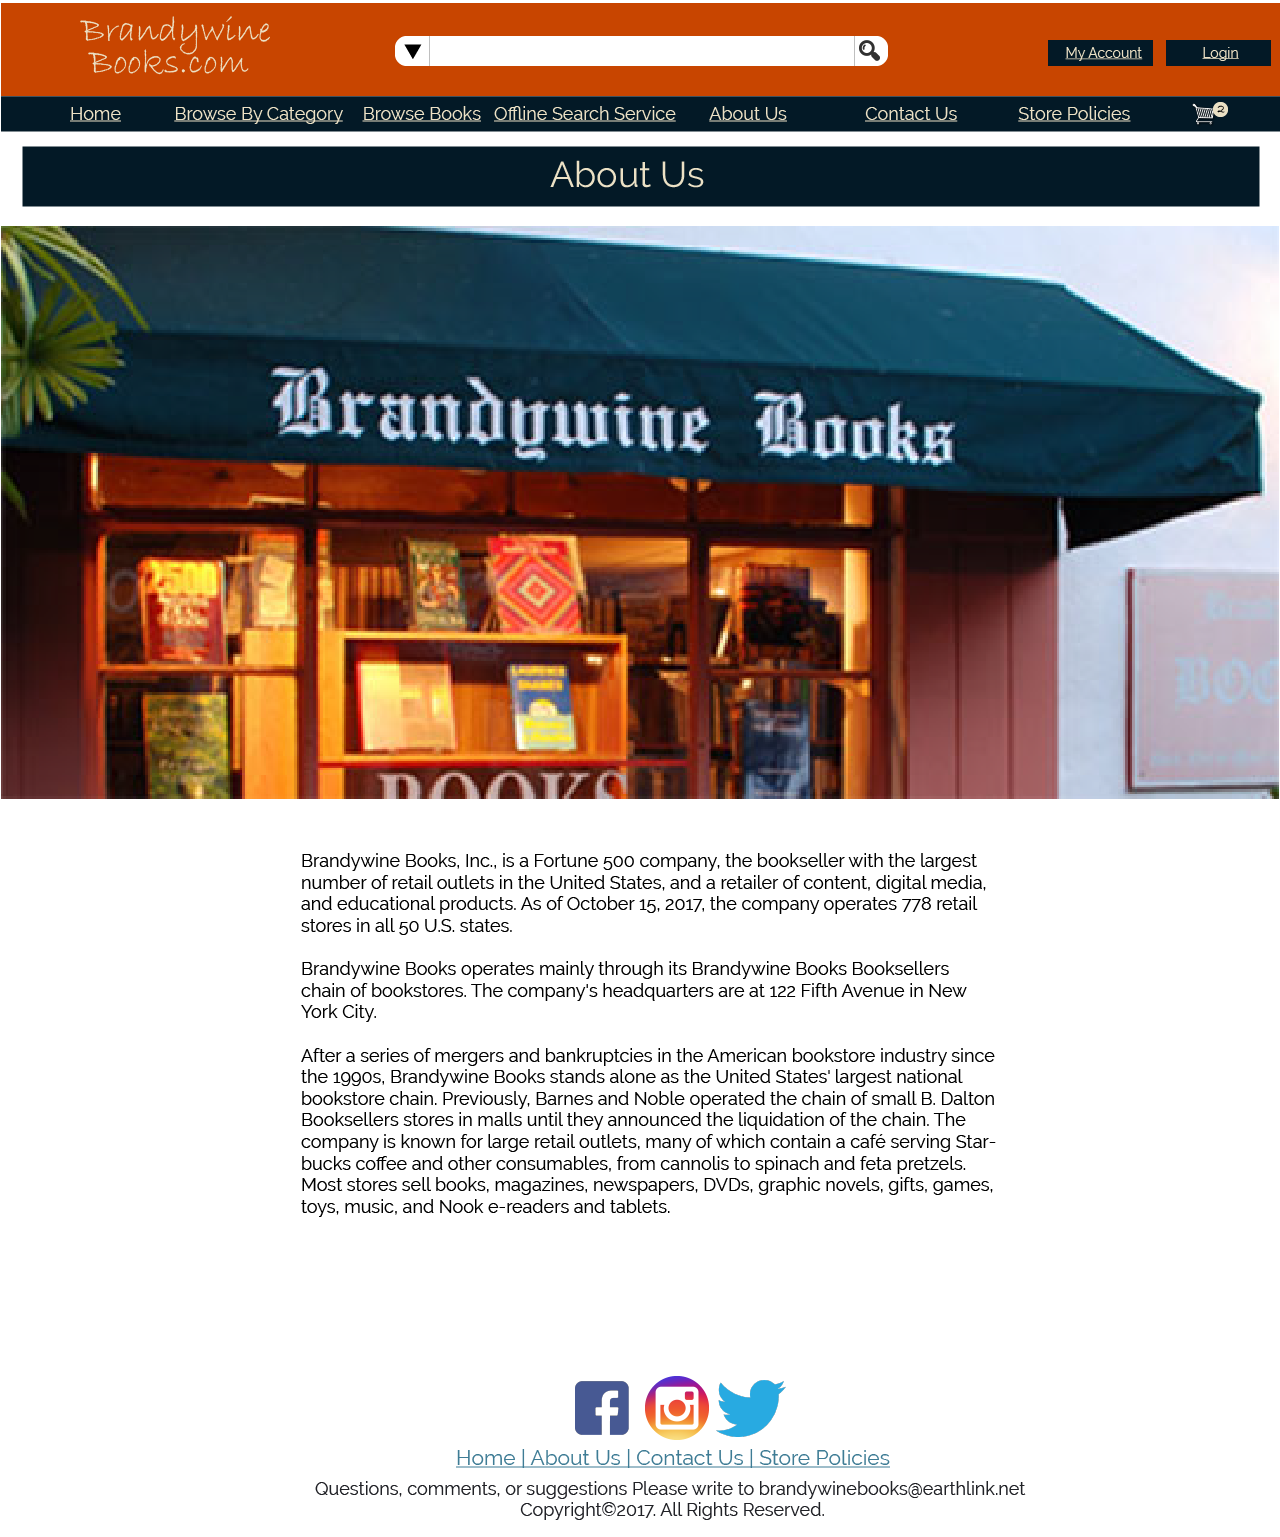 Brandywine
Books.com
My Account
Login
Home
Browse By Category
Browse Books
Offline Search Service
About Us
Contact Us
Store Policies
2
About Us
Brandywine Books
2500
BOOKS
Brandywine Books, Inc., is a Fortune 500 company, the bookseller with the largest
number of retail outlets in the United States, and a retailer of content, digital media,
and educational products. As of October 15, 2017, the company operates 778 retail
stores in all 50 U.S. states.
Brandywine Books operates mainly through its Brandywine Books Booksellers
chain of bookstores. The company's headquarters are at 122 Fifth Avenue in New
York City.
After a series of mergers and bankruptcies in the American bookstore industry since
the 1990s, Brandywine Books stands alone as the United States' largest national
bookstore chain. Previously, Barnes and Noble operated the chain of small B. Dalton
Booksellers stores in malls until they announced the liquidation of the chain. The
company is known for large retail outlets, many of which contain a café serving Star-
bucks coffee and other consumables, from cannolis to spinach and feta pretzels.
Most stores sell books, magazines, newspapers, DVDs, graphic novels, gifts, games,
toys, music, and Nook e-readers and tablets.
Home | About Us | Contact Us | Store Policies
Questions, comments, or suggestions Please write to brandywinebooks@earthlink.net
Copyright©2017. All Rights Reserved.